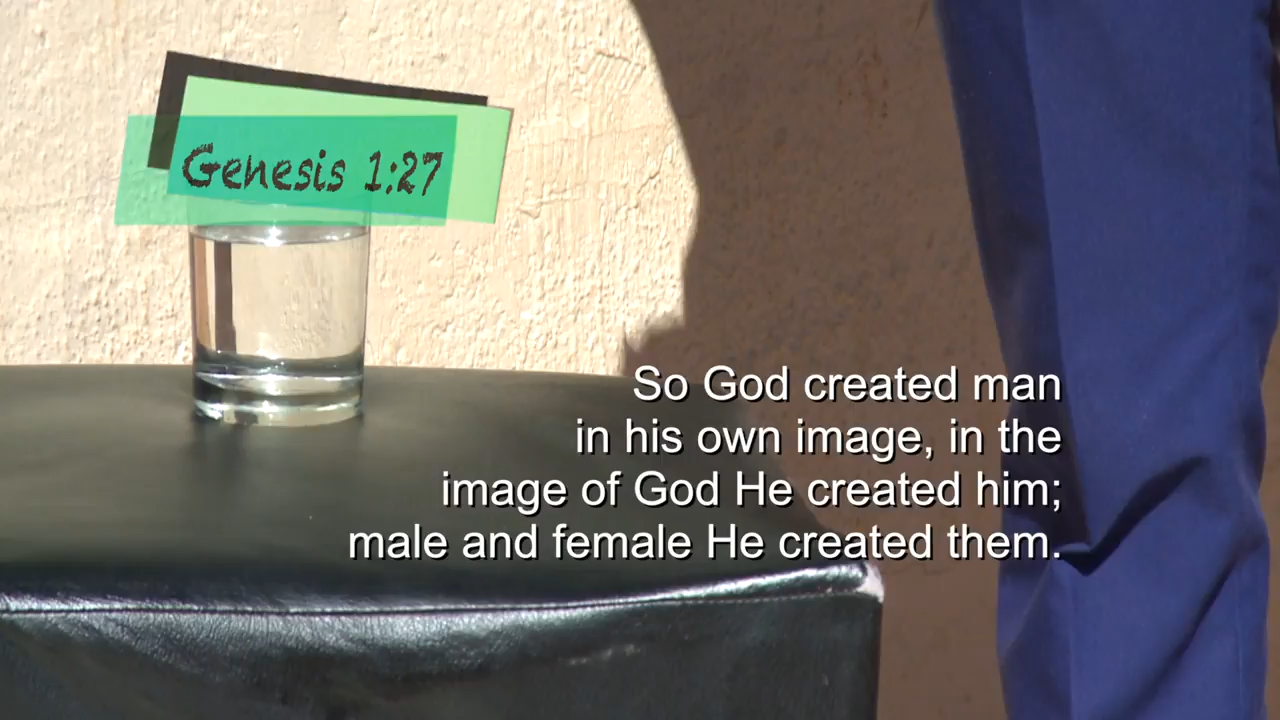 Genesis 1:27
So God created man
in his own image, in the
image of God He created him;
male and female He created them.